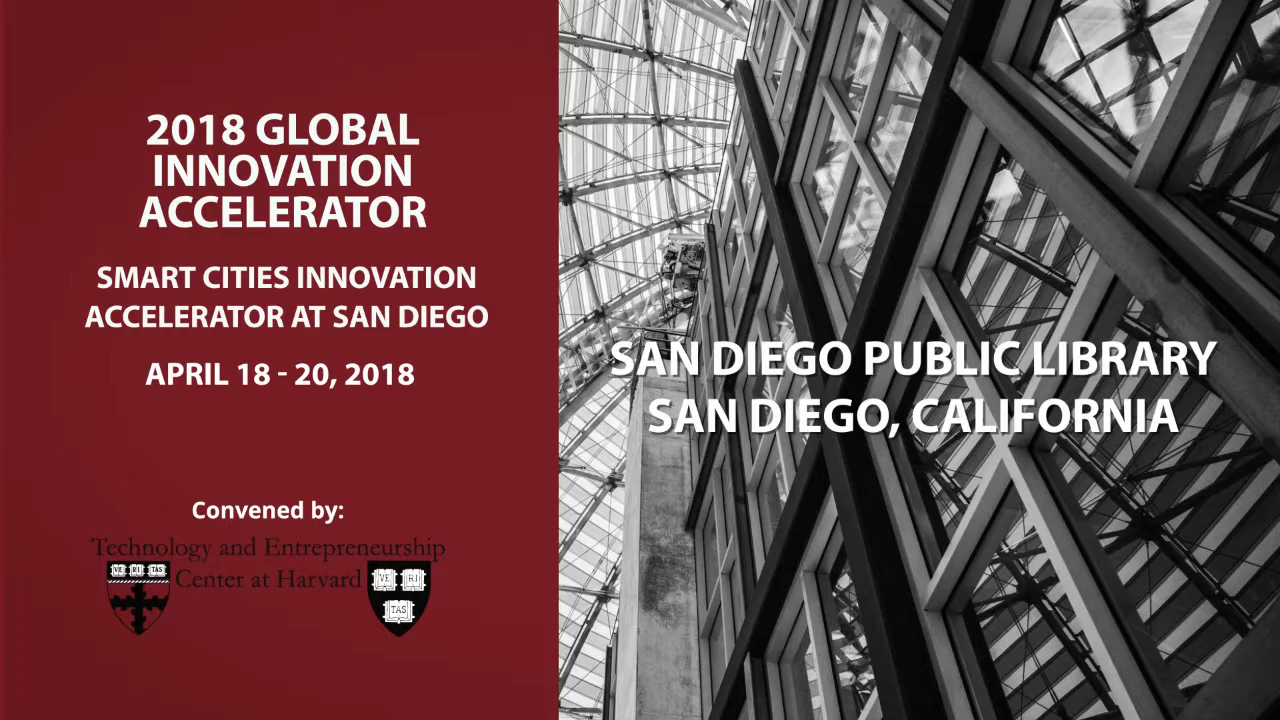 2018 GLOBAL
INNOVATION
ACCELERATOR
SMART CITIES INNOVATION
ACCELERATOR AT SAN DIEGO
APRIL 18 - 20, 2018
SAN DIEGO PUBLIC LIBRARY
SAN DIEGO, CALIFORNIA
Convened by:
Technology and Entrepreneurship
Center at Harvard
VE RI TAS
VE RI
TAS